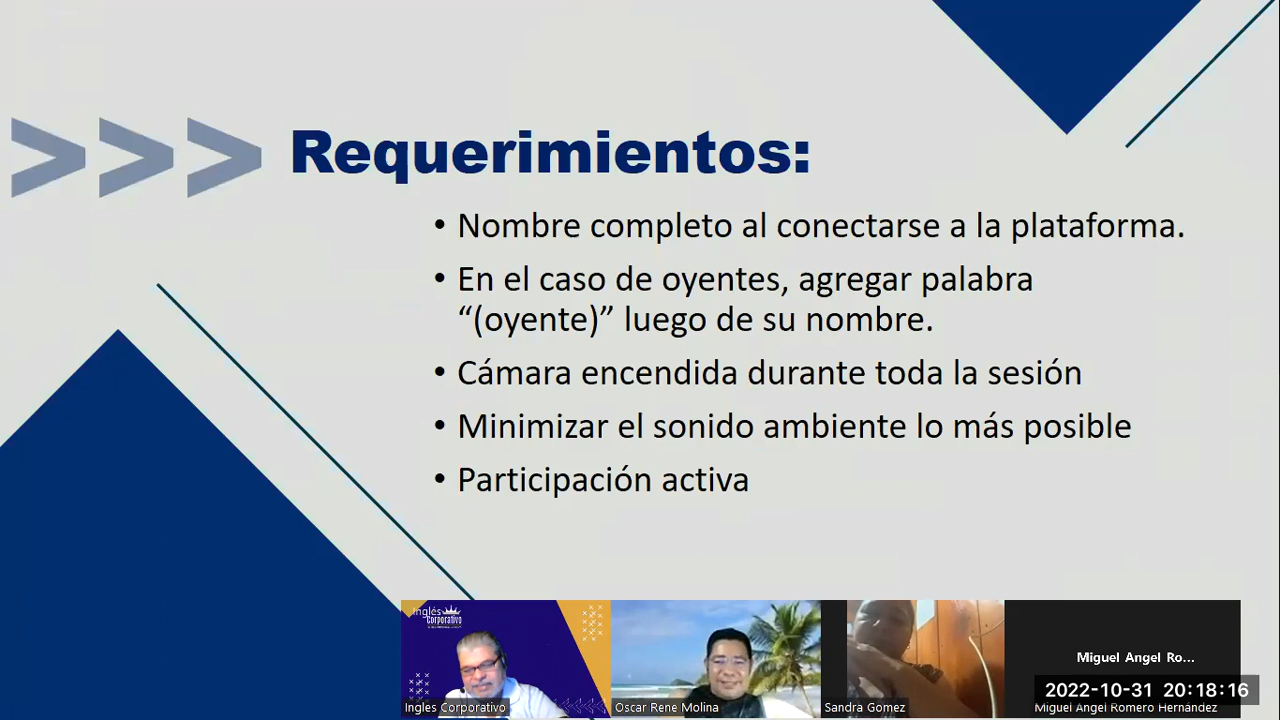 >>> Requerimientos:
• Nombre completo al conectarse a la plataforma.
• En el caso de oyentes, agregar palabra
“(oyente)” luego de su nombre.
• Cámara encendida durante toda la sesión
• Minimizar el sonido ambiente lo más posible
• Participación activa
Inglés
Corporativo
Ingles Corporativo
Oscar Rene Molina
Sandra Gomez
Miguel Angel Ro...
2022-10-31 20:18:16
Miguel Angel Romero Hernández